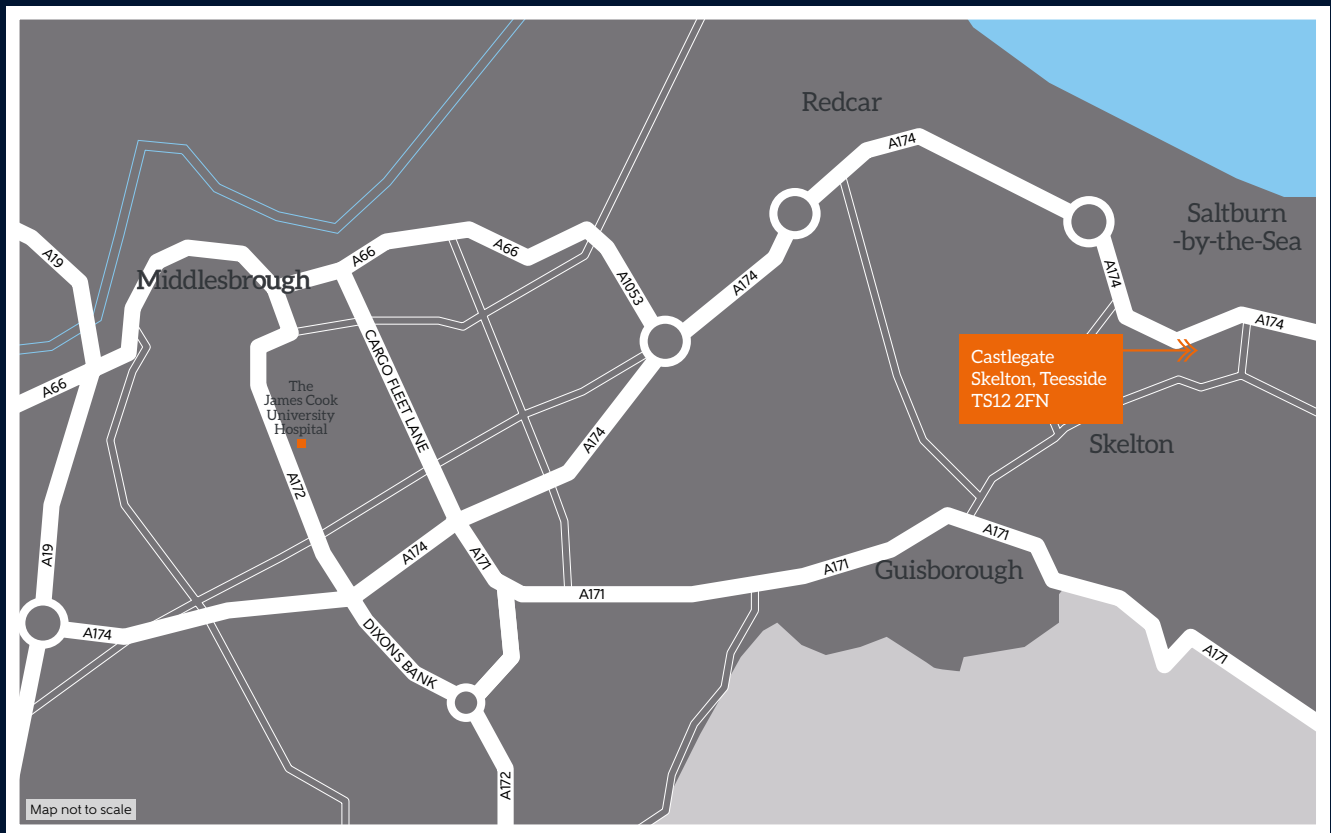 Redcar
A174
Saltburn
-by-the-Sea
A19
A66
A66
Middlesbrough
A1053
A174
A174
A174
CARGO FLEET LANE
Castlegate
Skelton, Teesside
TS12 2FN
A66
The
James Cook
University
Hospital
A174
Skelton
A172
A171
A19
A174
A171
A171
Guisborough
A171
A174
DIXONS BANK
A171
A172
Map not to scale